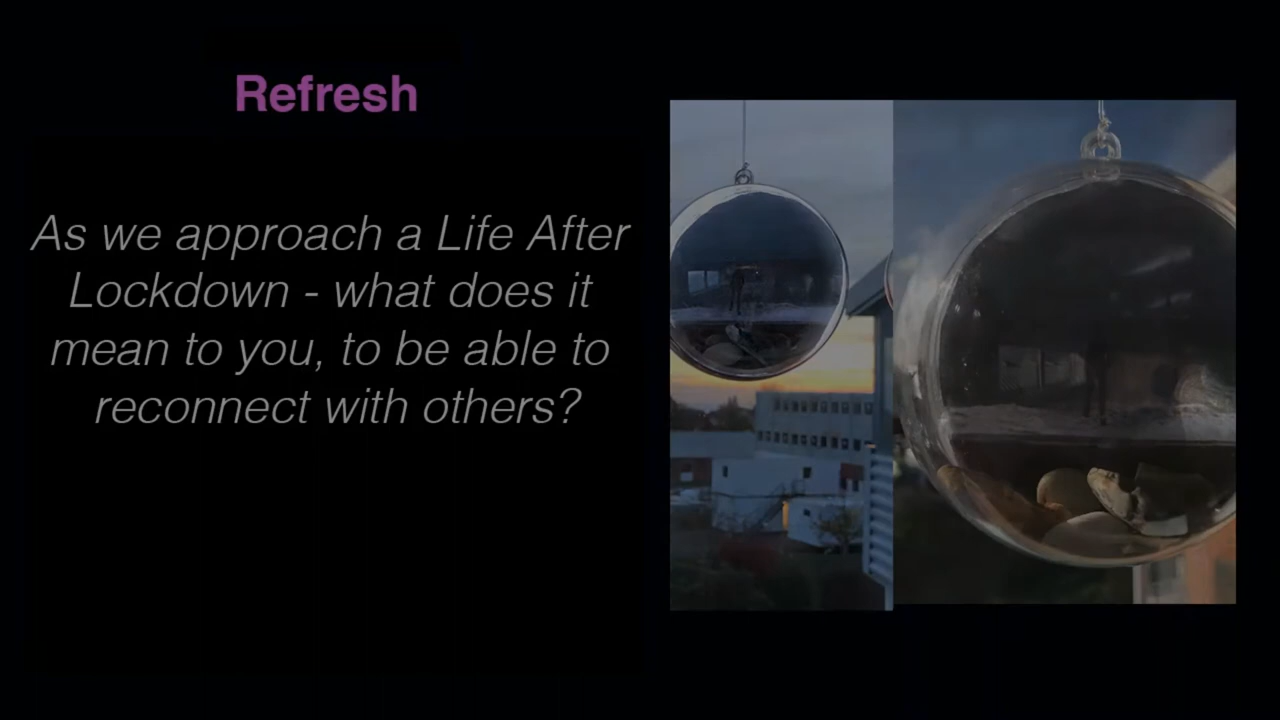 Refresh
As we approach a Life After
Lockdown - what does it
mean to you, to be able to
reconnect with others?